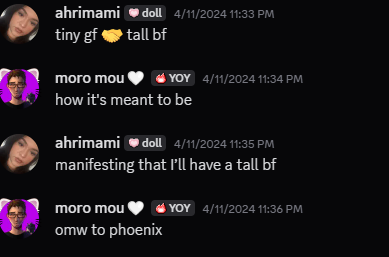 ahrimami 🩷 doll 4/11/2024 11:33 PM
tiny gf 🤝 tall bf
moro mou🤍 🔥 YOY 4/11/2024 11:34 PM
how it's meant to be
ahrimami 🩷 doll 4/11/2024 11:35 PM
manifesting that I’ll have a tall bf
moro mou🤍 🔥 YOY 4/11/2024 11:36 PM
omw to phoenix